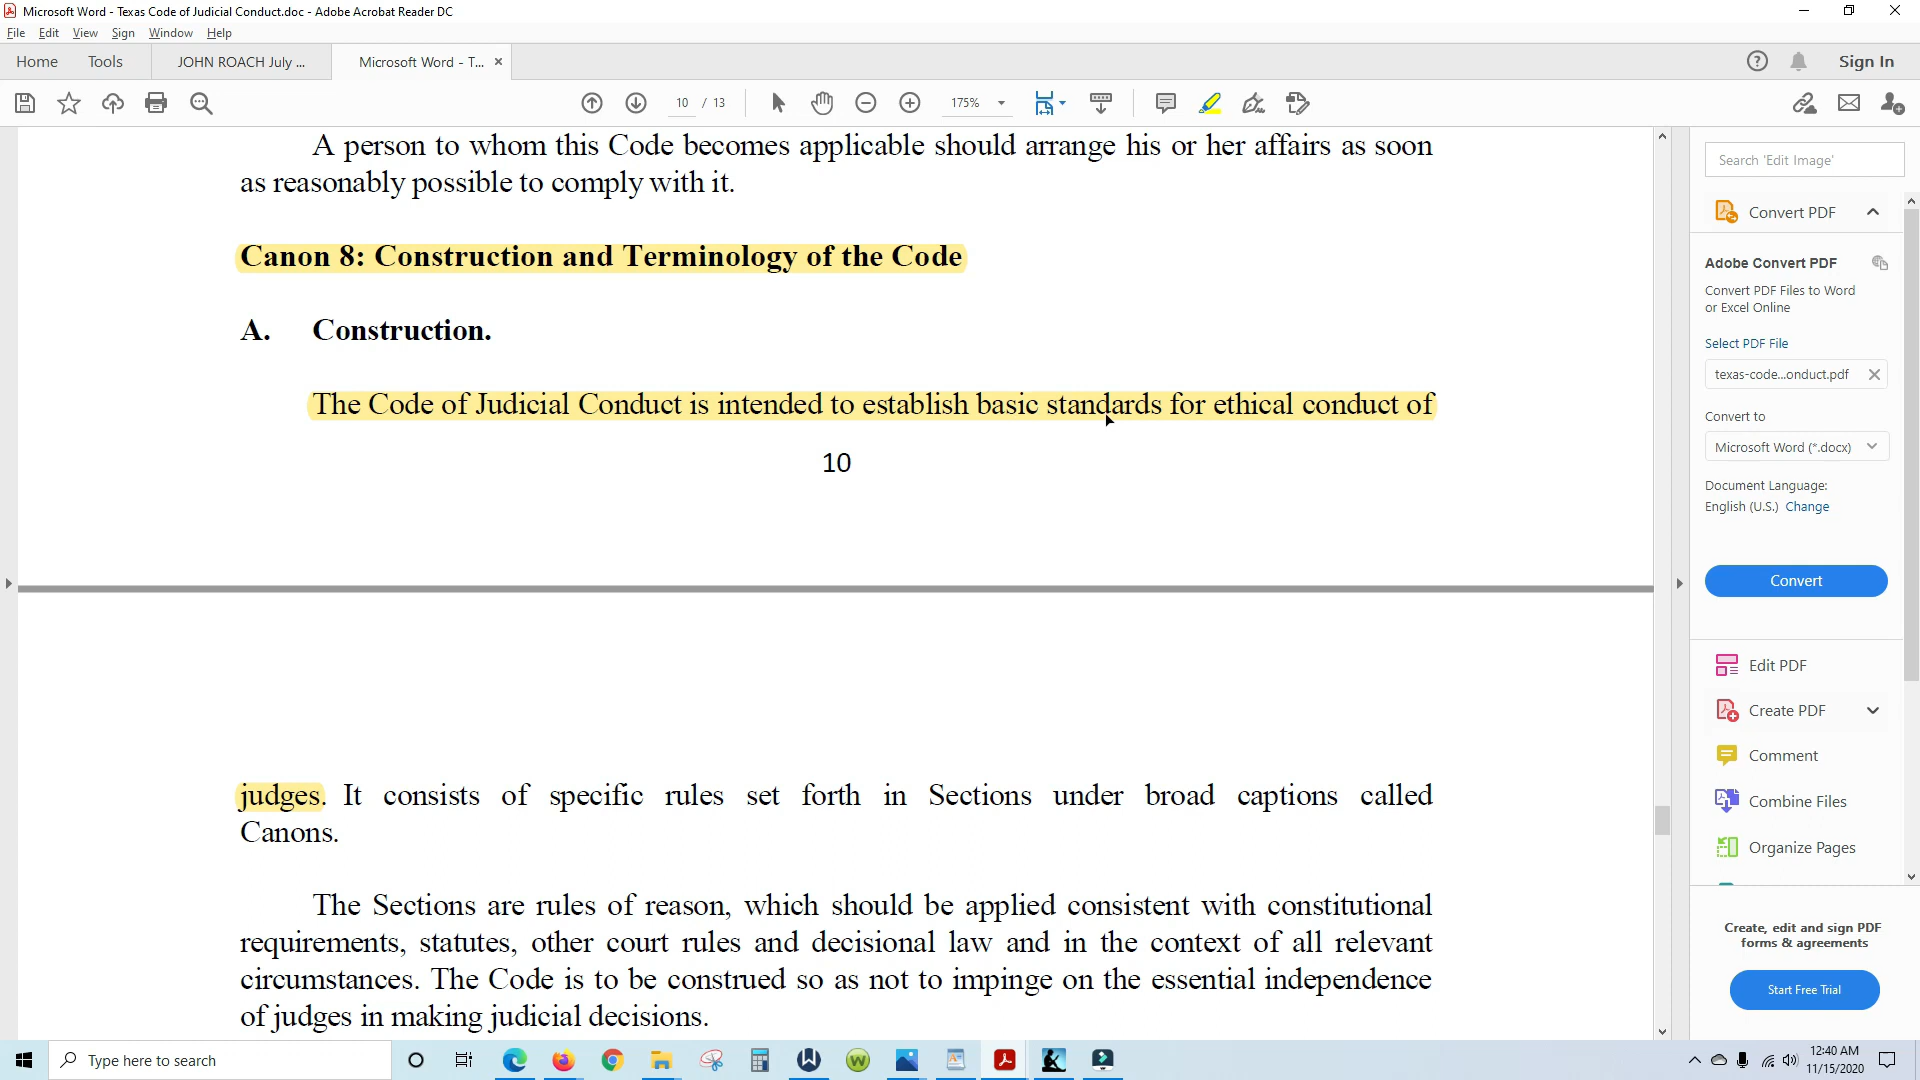 Microsoft Word - Texas Code of Judicial Conduct.doc - Adobe Acrobat Reader DC
File Edit View Sign Window Help
Home Tools JOHN ROACH July ... Microsoft Word - T... Sign In
10 / 13 175%
A person to whom this Code becomes applicable should arrange his or her affairs as soon
as reasonably possible to comply with it.
Canon 8: Construction and Terminology of the Code
A. Construction.
The Code of Judicial Conduct is intended to establish basic standards for ethical conduct of
10
judges. It consists of specific rules set forth in Sections under broad captions called
Canons.
The Sections are rules of reason, which should be applied consistent with constitutional
requirements, statutes, other court rules and decisional law and in the context of all relevant
circumstances. The Code is to be construed so as not to impinge on the essential independence
of judges in making judicial decisions.
Search 'Edit Image'
Convert PDF
Adobe Convert PDF
Convert PDF Files to Word
or Excel Online
Select PDF File
texas-code...onduct.pdf
Convert to
Microsoft Word (*.docx)
Document Language:
English (U.S.) Change
Convert
Edit PDF
Create PDF
Comment
Combine Files
Organize Pages
Create, edit and sign PDF
forms & agreements
Start Free Trial
Type here to search
12:40 AM
11/15/2020